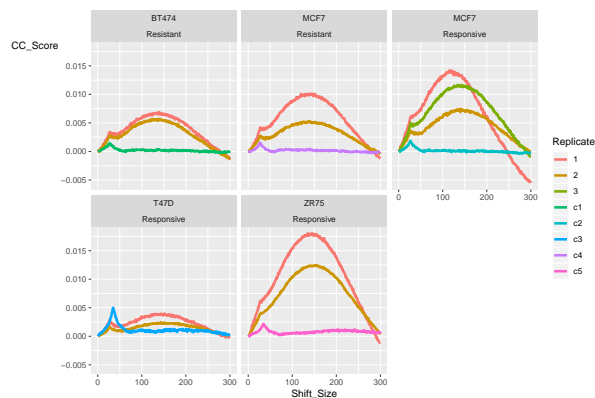 BT474
MCF7
MCF7
Resistant
Resistant
Responsive
CC_Score
0.015
0.010
0.005
0.000
−0.005
0
100
200
300
T47D
ZR75
Responsive
Responsive
0.015
0.010
0.005
0.000
−0.005
0
100
200
300
0
100
200
300
Shift_Size
Replicate
1
2
3
c1
c2
c3
c4
c5